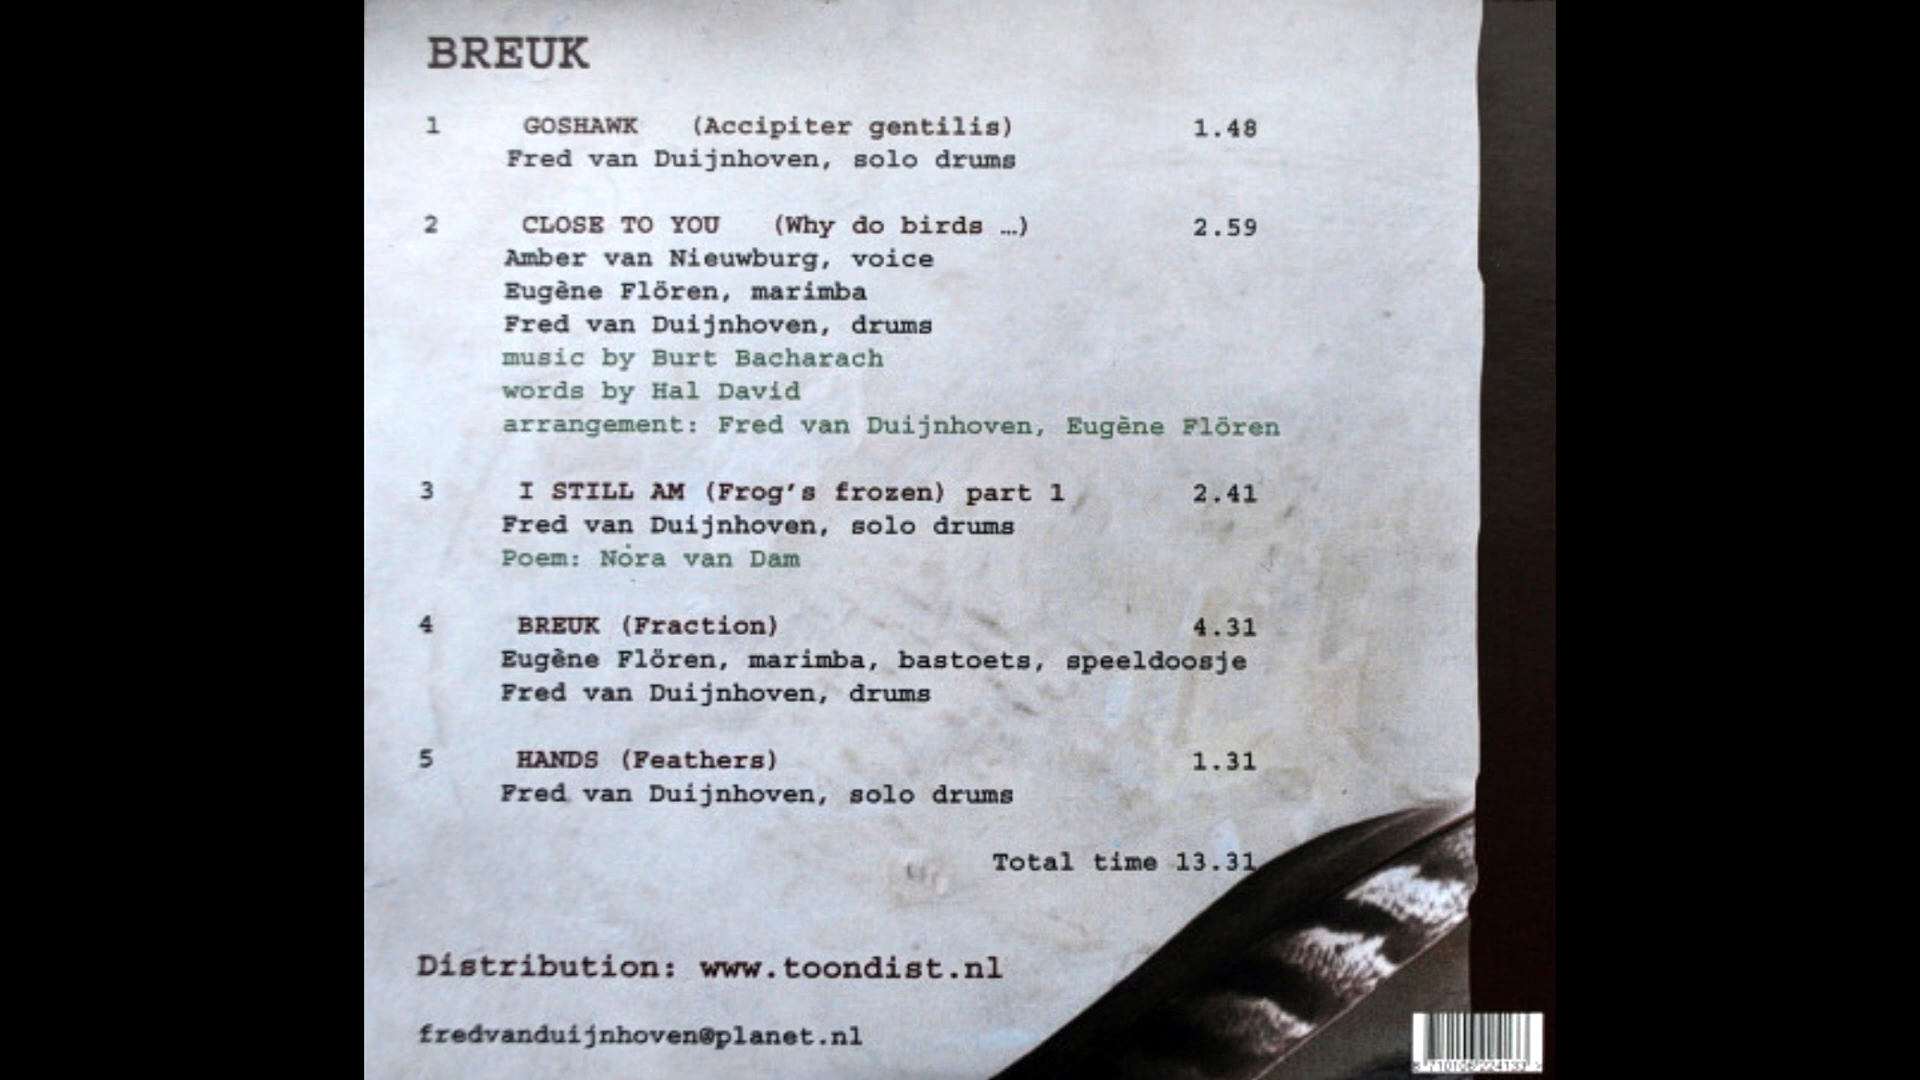 BREUK
1 GOSHAWK (Accipiter gentilis) 1.48
Fred van Duijnhoven, solo drums
2 CLOSE TO YOU (Why do birds …) 2.59
Amber van Nieuwburg, voice
Eugène Flören, marimba
Fred van Duijnhoven, drums
music by Burt Bacharach
words by Hal David
arrangement: Fred van Duijnhoven, Eugène Flören
3 I STILL AM (Frog's frozen) part 1 2.41
Fred van Duijnhoven, solo drums
Poem: Nora van Dam
4 BREUK (Fraction) 4.31
Eugène Flören, marimba, bastoets, speeldoosje
Fred van Duijnhoven, drums
5 HANDS (Feathers) 1.31
Fred van Duijnhoven, solo drums
Total time 13.31
Distribution: www.toondist.nl
fredvanduijnhoven@planet.nl